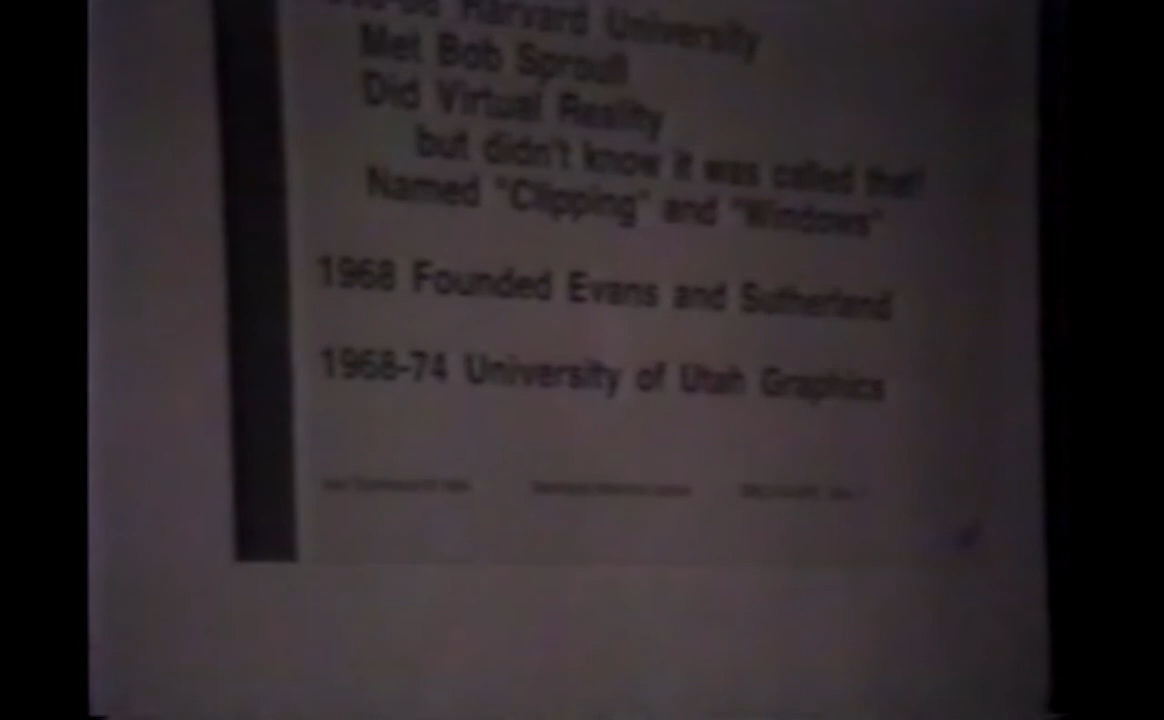 Harvard University
Met Bob Sproull
Did Virtual Reality
but didn't know it was called that!
Named "Clipping" and "Windows"
1968 Founded Evans and Sutherland
1968-74 University of Utah Graphics